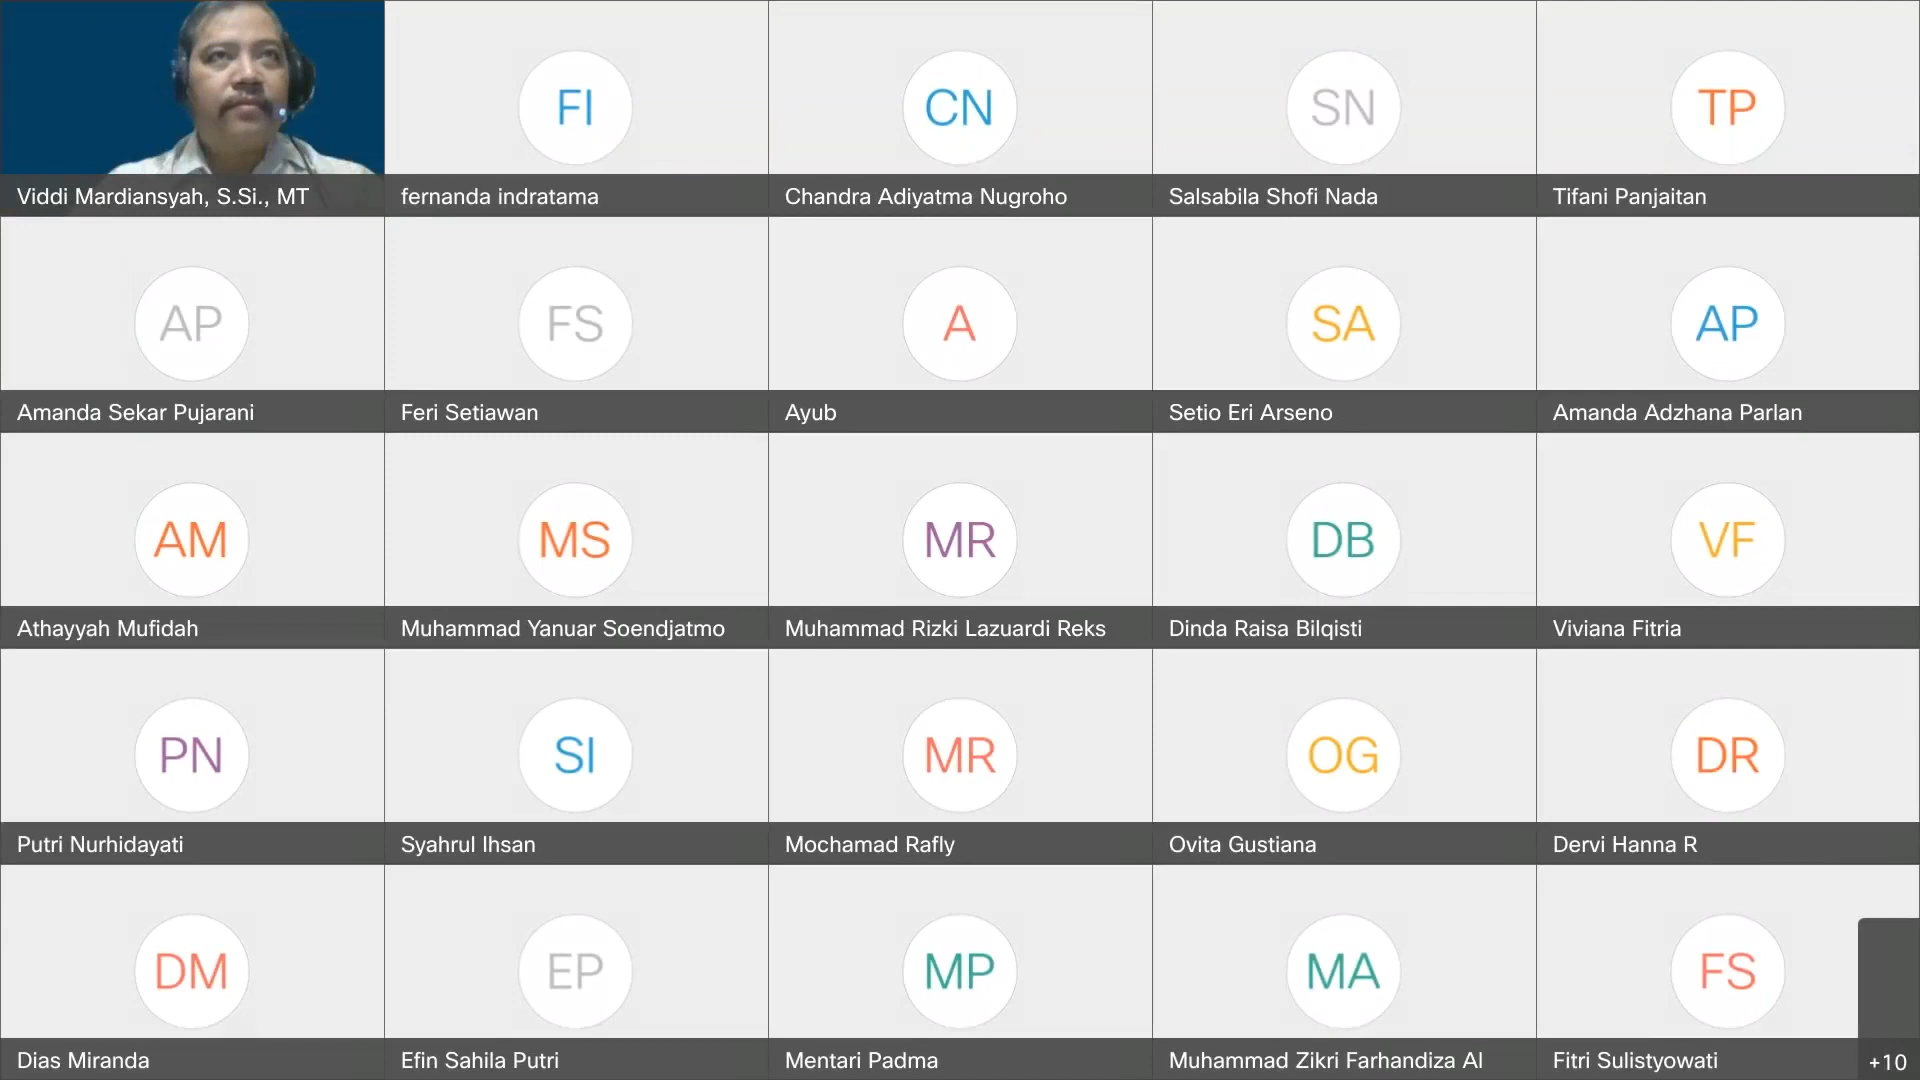 FI
CN
SN
TP
Viddi Mardiansyah, S.Si., MT
fernanda indratama
Chandra Adiyatma Nugroho
Salsabila Shofi Nada
Tifani Panjaitan
AP
FS
A
SA
AP
Amanda Sekar Pujarani
Feri Setiawan
Ayub
Setio Eri Arseno
Amanda Adzhana Parlan
AM
MS
MR
DB
VF
Athayyah Mufidah
Muhammad Yanuar Soendjatmo
Muhammad Rizki Lazuardi Reks
Dinda Raisa Bilqisti
Viviana Fitria
PN
SI
MR
OG
DR
Putri Nurhidayati
Syahrul Ihsan
Mochamad Rafly
Ovita Gustiana
Dervi Hanna R
DM
EP
MP
MA
FS
Dias Miranda
Efin Sahila Putri
Mentari Padma
Muhammad Zikri Farhandiza Al
Fitri Sulistyowati
+10